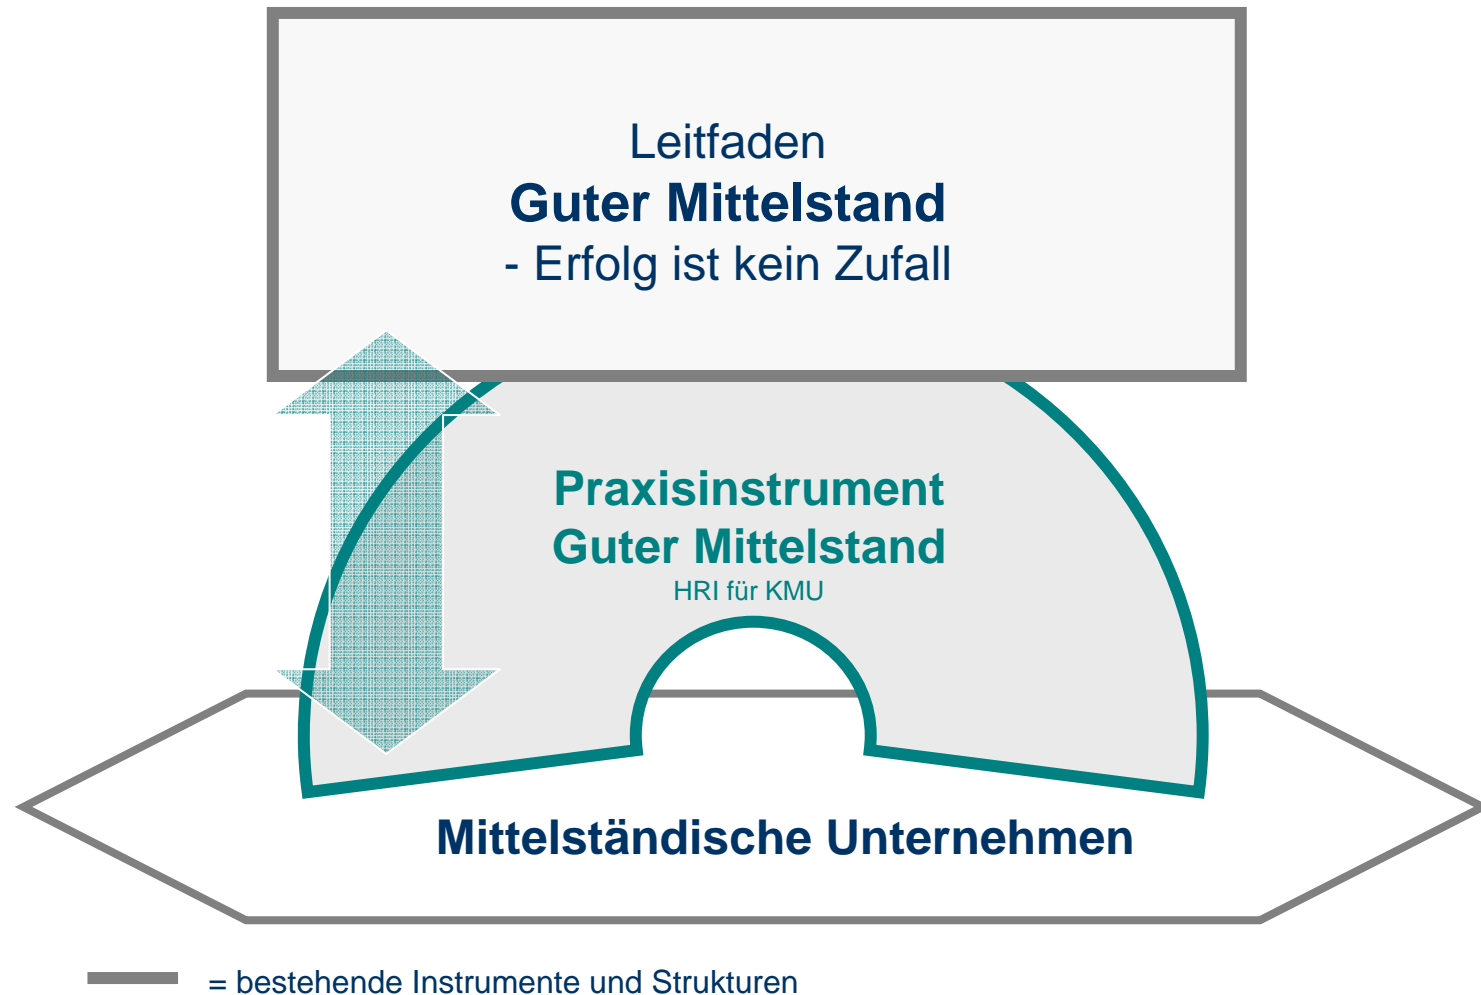 Leitfaden
Guter Mittelstand
- Erfolg ist kein Zufall
Praxisinstrument
Guter Mittelstand
HRI für KMU
Mittelständische Unternehmen
= bestehende Instrumente und Strukturen